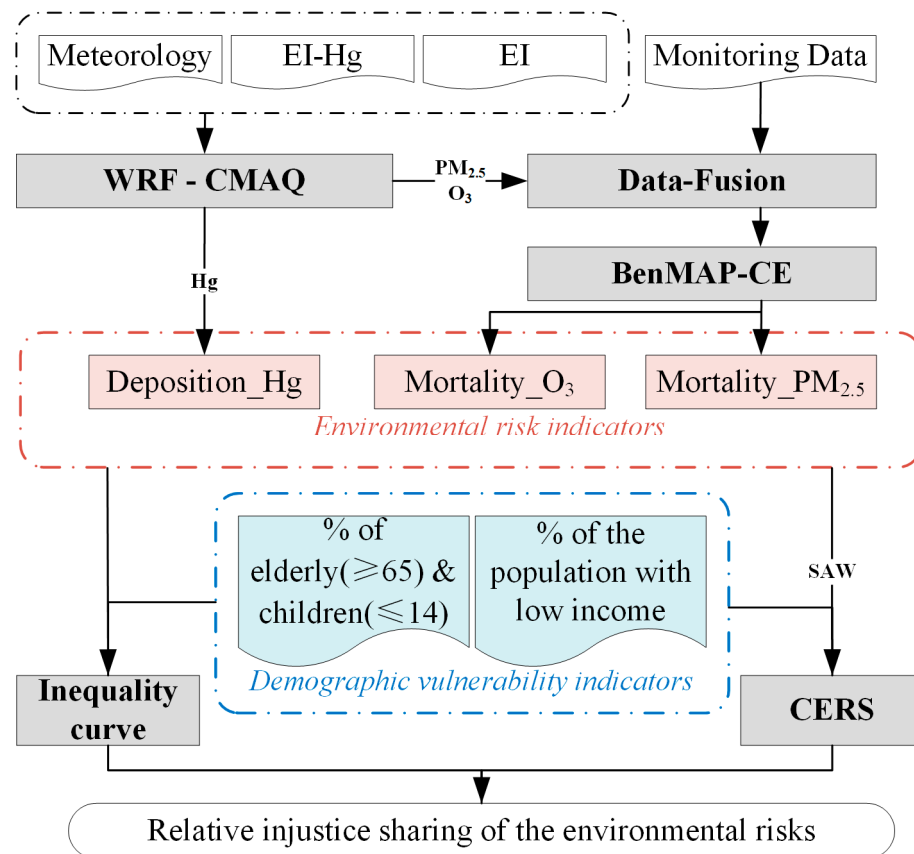 Meteorology
EI-Hg
EI
Monitoring Data
WRF - CMAQ
PM₂.₅
O₃
Data-Fusion
BenMAP-CE
Hg
Deposition_Hg
Mortality_O₃
Mortality_PM₂.₅
Environmental risk indicators
% of
elderly(≥65) &
children(≤14)
% of the
population with
low income
SAW
Demographic vulnerability indicators
Inequality
curve
CERS
Relative injustice sharing of the environmental risks